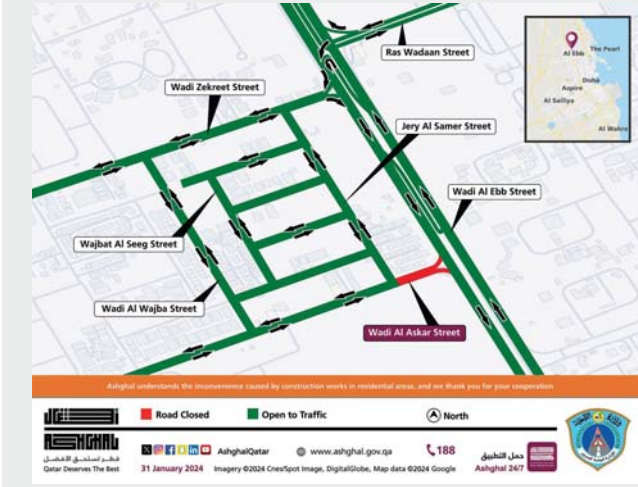 Ras Wadaan Street
Al Ebb
The Pearl
Doha
Aspire
Al Sailiya
Al Wakra
Wadi Zekreet Street
Jery Al Samer Street
Wadi Al Ebb Street
Wajbat Al Seeg Street
Wadi Al Wajba Street
Wadi Al Askar Street
Ashghal understands the inconvenience caused by construction works in residential areas, and we thank you for your cooperation
Road Closed
Open to Traffic
North
ASHGHAL
قطر تستحق الأفضل
Qatar Deserves The Best
AshghalQatar
www.ashghal.gov.qa
188
حمل التطبيق
Ashghal 24/7
31 January 2024
Imagery ©2024 Cnes/Spot Image, DigitalGlobe, Map data ©2024 Google